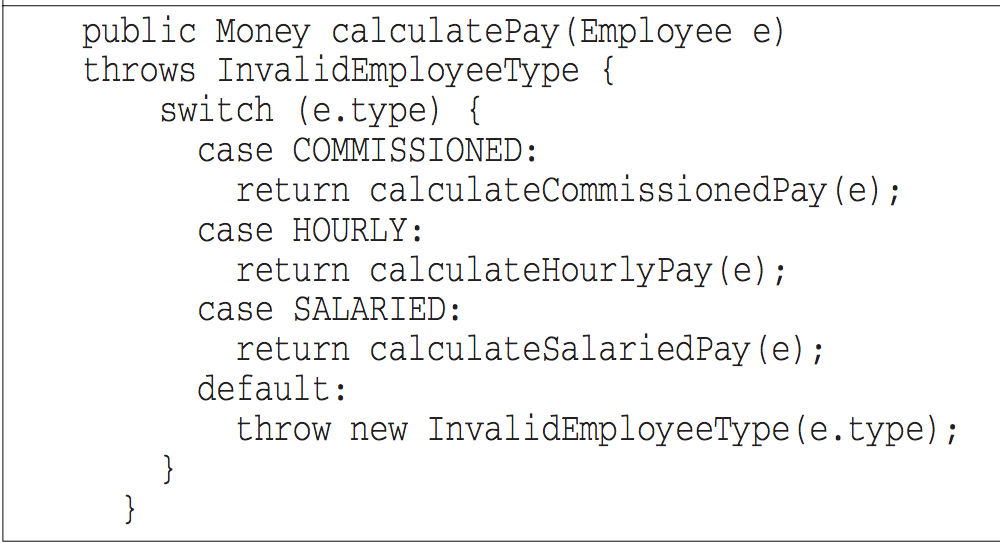 public Money calculatePay(Employee e)
throws InvalidEmployeeType {
switch (e.type) {
case COMMISSIONED:
return calculateCommissionedPay(e);
case HOURLY:
return calculateHourlyPay(e);
case SALARIED:
return calculateSalariedPay(e);
default:
throw new InvalidEmployeeType(e.type);
}
}